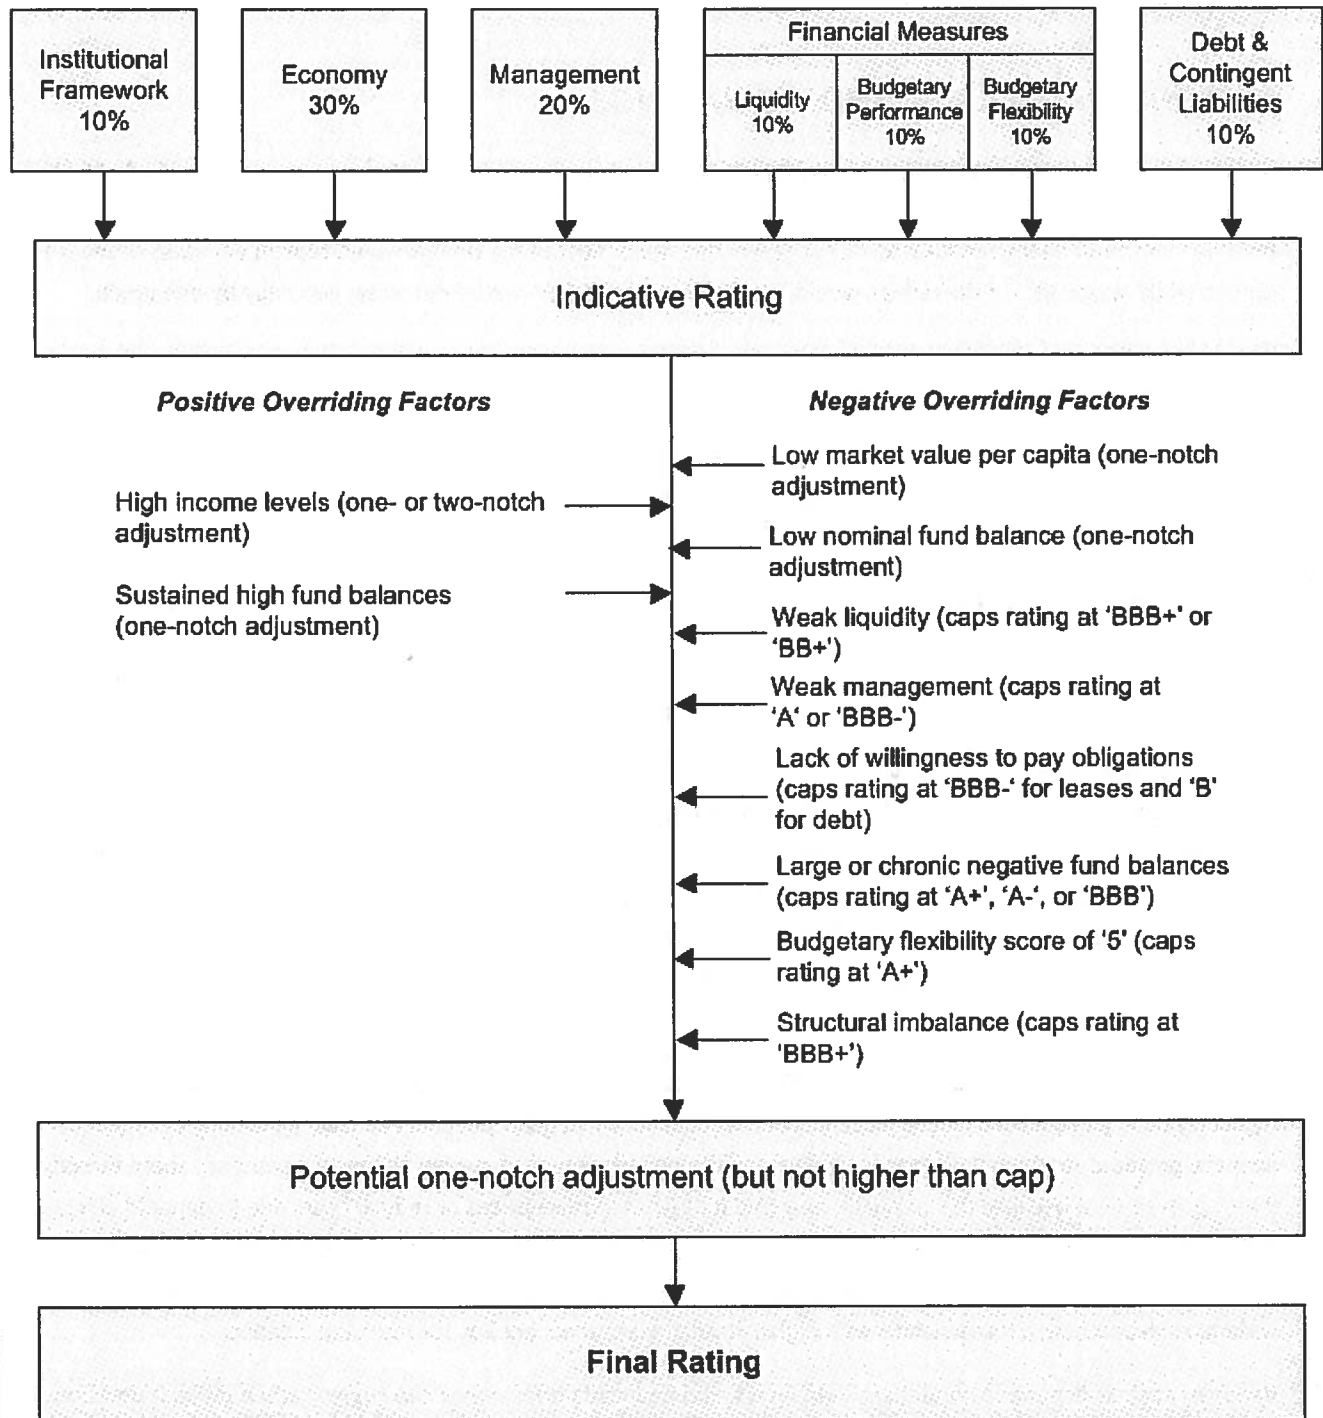 Institutional
Framework
10%
Economy
30%
Management
20%
Financial Measures
Liquidity
10%
Budgetary
Performance
10%
Budgetary
Flexibility
10%
Debt &
Contingent
Liabilities
10%
Indicative Rating
Positive Overriding Factors
High income levels (one- or two-notch
adjustment)
Sustained high fund balances
(one-notch adjustment)
Negative Overriding Factors
Low market value per capita (one-notch
adjustment)
Low nominal fund balance (one-notch
adjustment)
Weak liquidity (caps rating at ‘BBB+’ or
‘BB+’)
Weak management (caps rating at
‘A‘ or ‘BBB-’)
Lack of willingness to pay obligations
(caps rating at ‘BBB-‘ for leases and ‘B’
for debt)
Large or chronic negative fund balances
(caps rating at ‘A+’, ‘A-‘, or ‘BBB’)
Budgetary flexibility score of ‘5’ (caps
rating at ‘A+’)
Structural imbalance (caps rating at
‘BBB+’)
Potential one-notch adjustment (but not higher than cap)
Final Rating